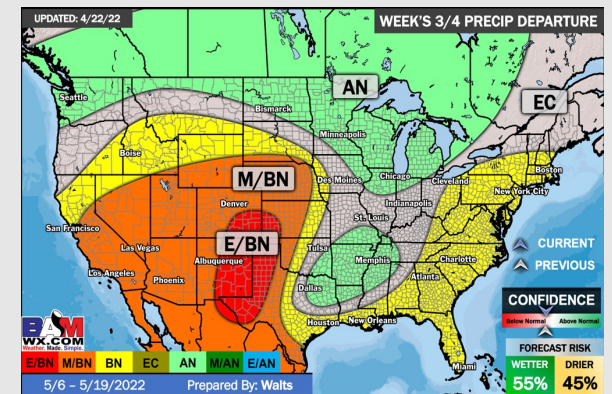 UPDATED: 4/22/22
WEEK'S 3/4 PRECIP DEPARTURE
AN
EC
Seattle
Bismarck
Minneapolis
Boise
M/BN
Des Moines
Chicago
Cleveland
Boston
New York City
Denver
Indianapolis
St. Louis
San Francisco
E/BN
Las Vegas
Albuquerque
Tulsa
Memphis
Charlotte
Los Angeles
Phoenix
Atlanta
Dallas
Houston
New Orleans
Miami
CURRENT
PREVIOUS
CONFIDENCE
Below Normal
Above Normal
BAM
WX.COM
Weather. Made. Simple.
E/BN M/BN BN EC AN M/AN E/AN
5/6 – 5/19/2022 Prepared By: Walts
FORECAST RISK
WETTER DRIER
55% 45%